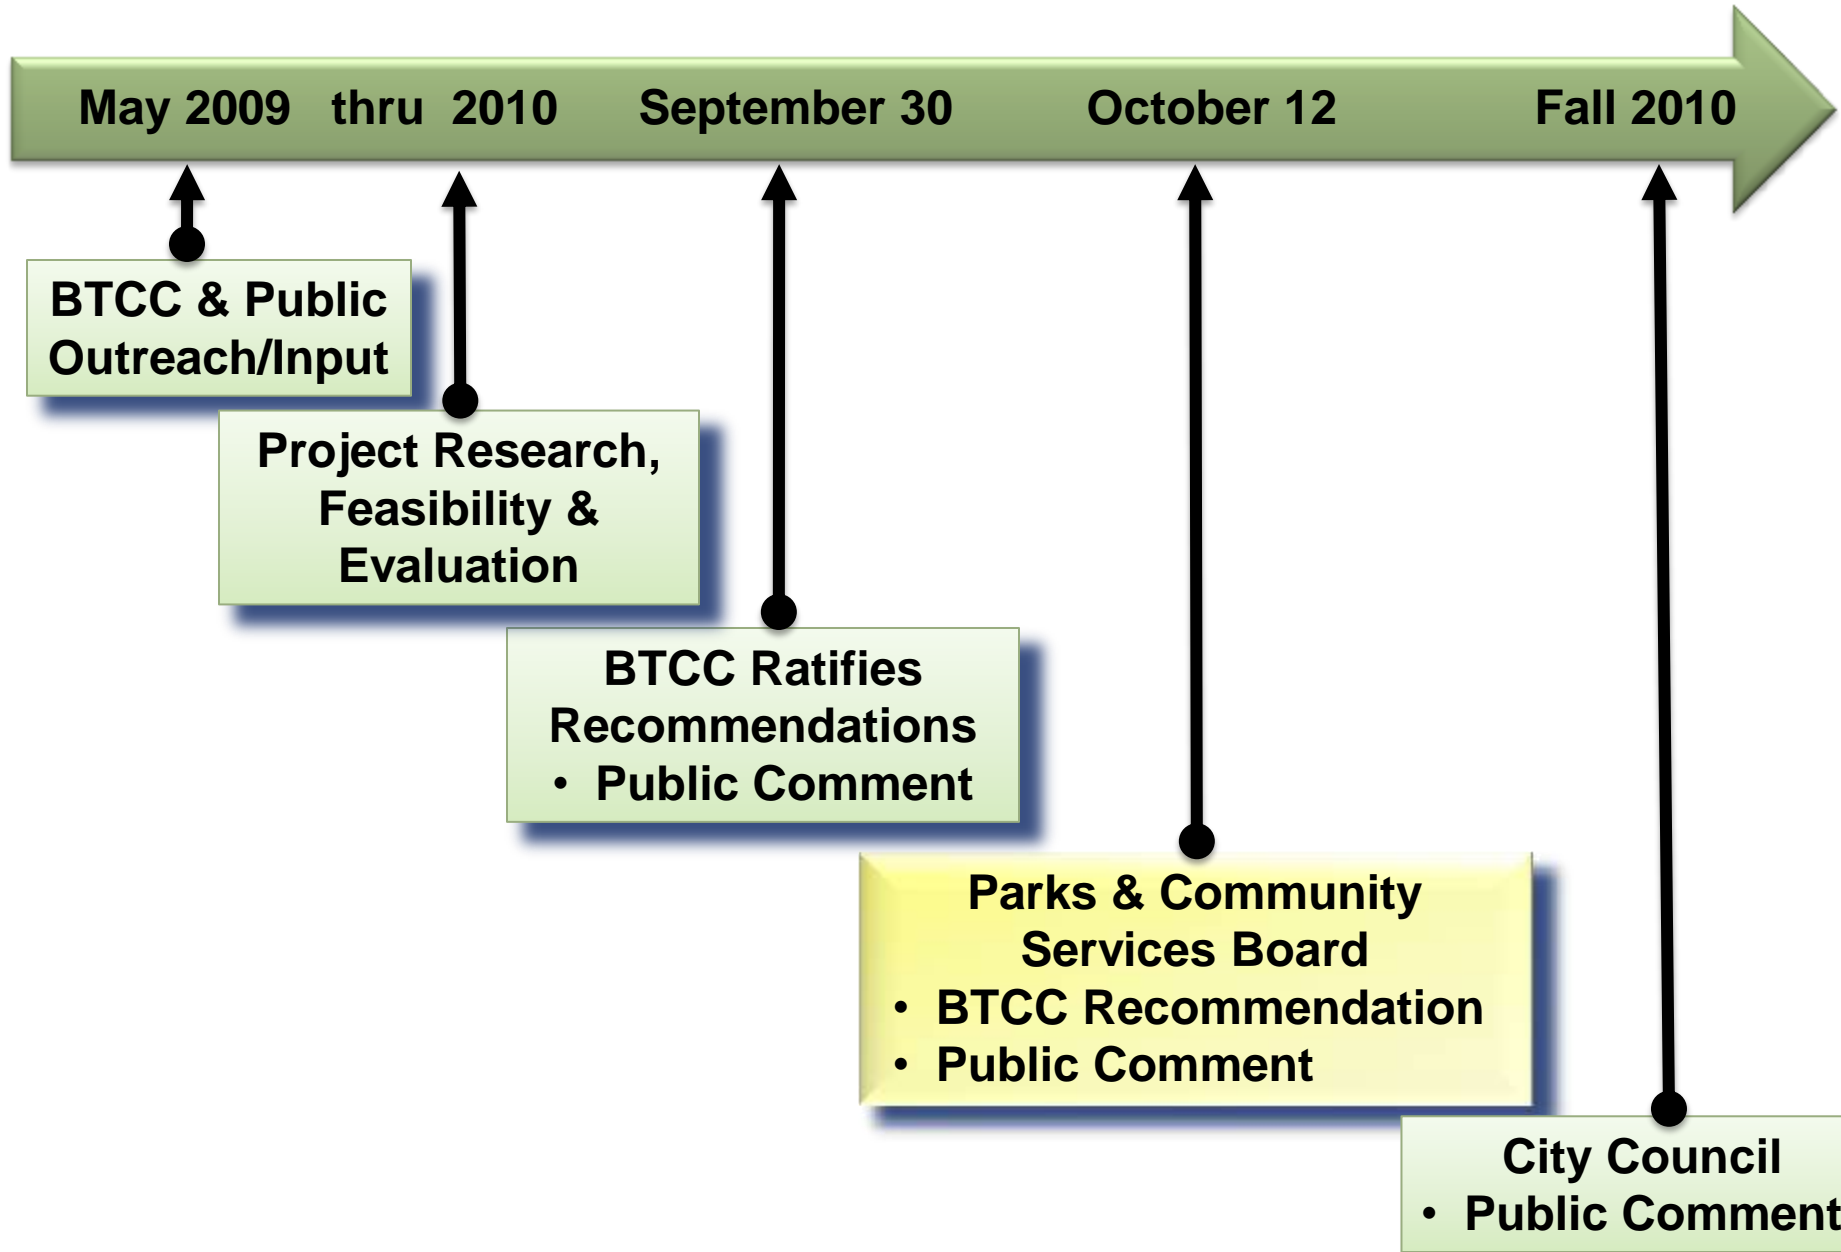 May 2009 thru 2010 September 30 October 12 Fall 2010
BTCC & Public
Outreach/Input
Project Research,
Feasibility &
Evaluation
BTCC Ratifies
Recommendations
• Public Comment
Parks & Community
Services Board
• BTCC Recommendation
• Public Comment
City Council
• Public Comment